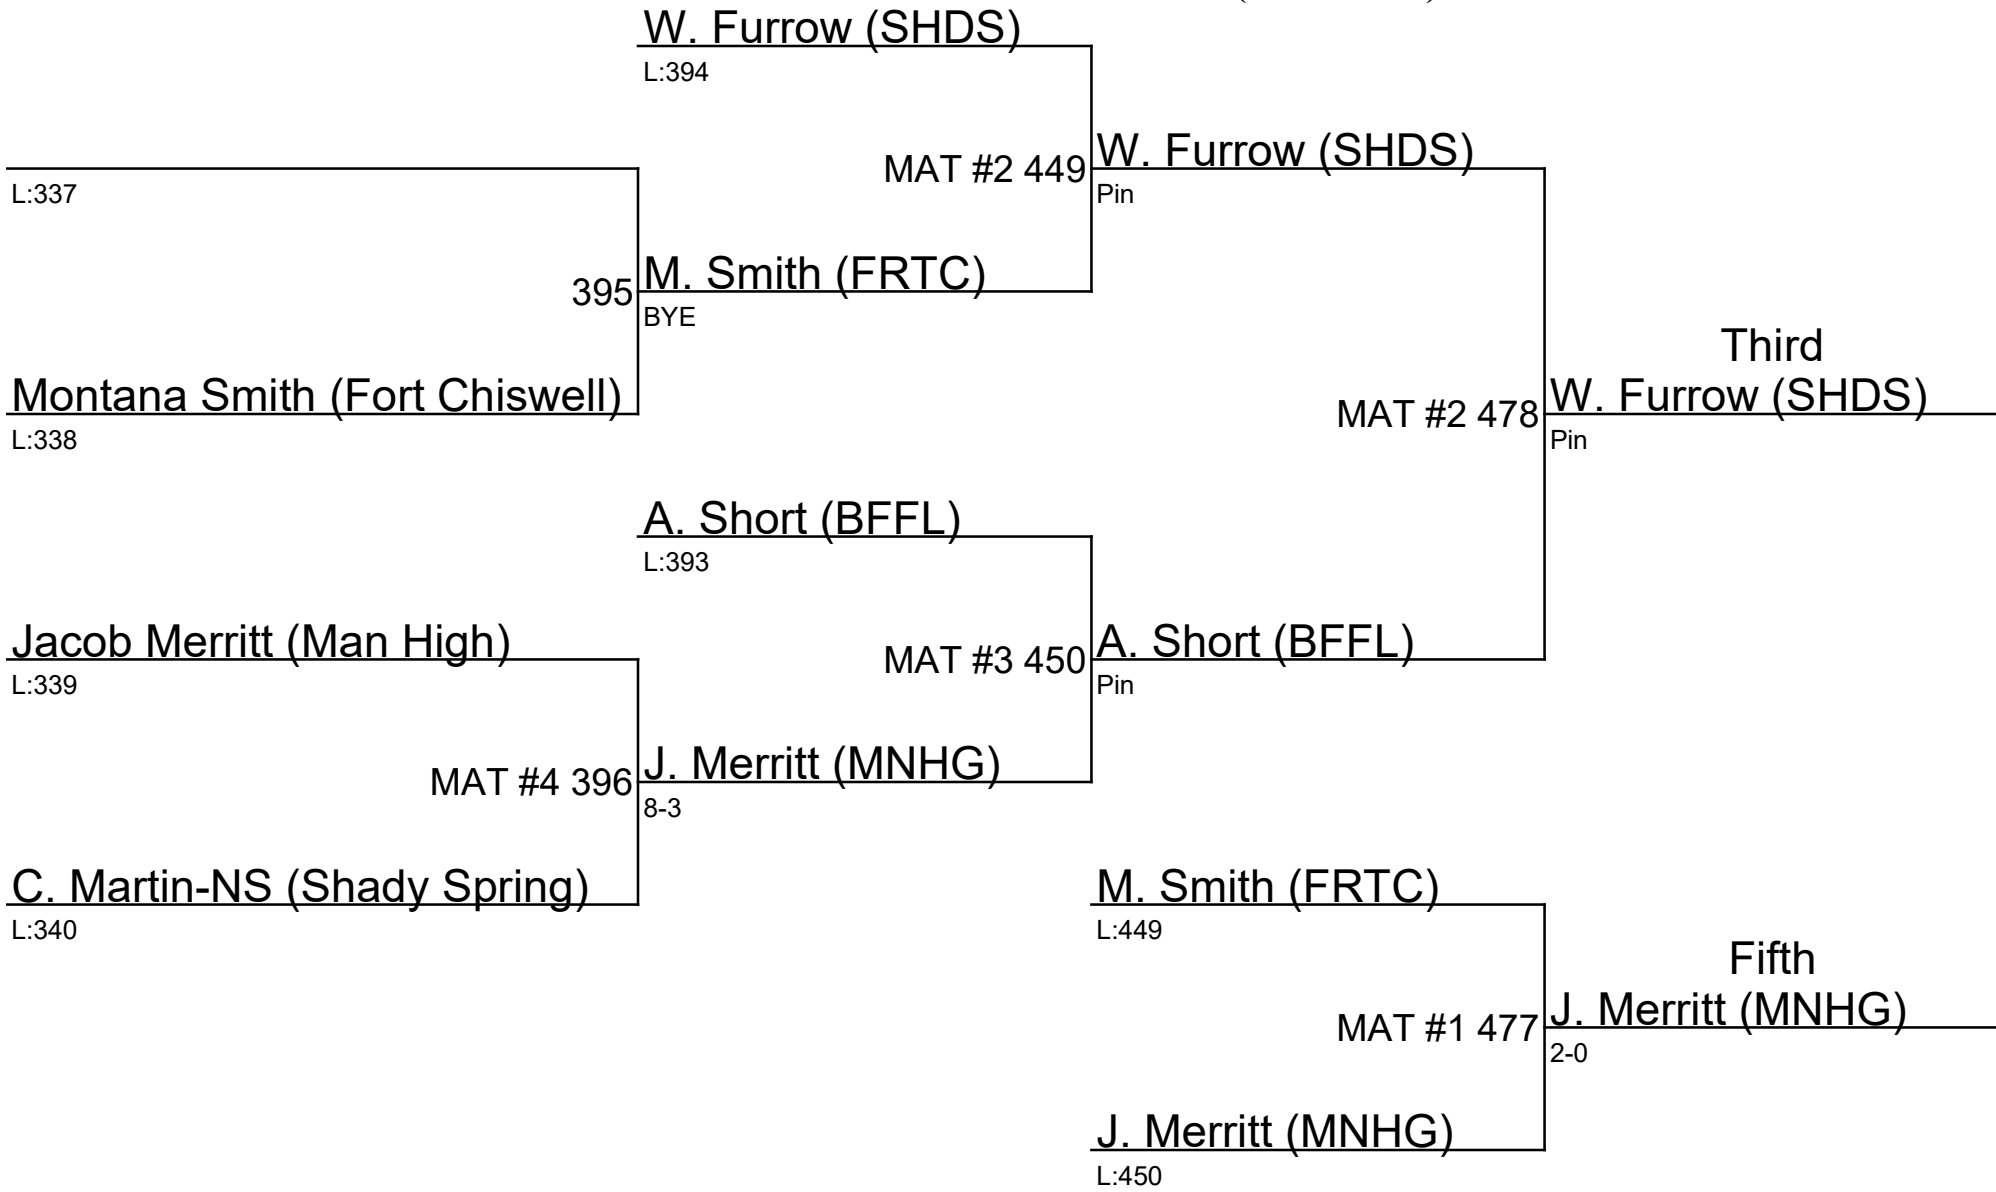 W. Furrow (SHDS)
L:394
MAT #2 449
W. Furrow (SHDS)
Pin
L:337
395
M. Smith (FRTC)
BYE
Third
Montana Smith (Fort Chiswell)
L:338
MAT #2 478
W. Furrow (SHDS)
Pin
A. Short (BFFL)
L:393
Jacob Merritt (Man High)
L:339
MAT #3 450
A. Short (BFFL)
Pin
MAT #4 396
J. Merritt (MNHG)
8-3
C. Martin-NS (Shady Spring)
L:340
M. Smith (FRTC)
L:449
Fifth
MAT #1 477
J. Merritt (MNHG)
2-0
J. Merritt (MNHG)
L:450